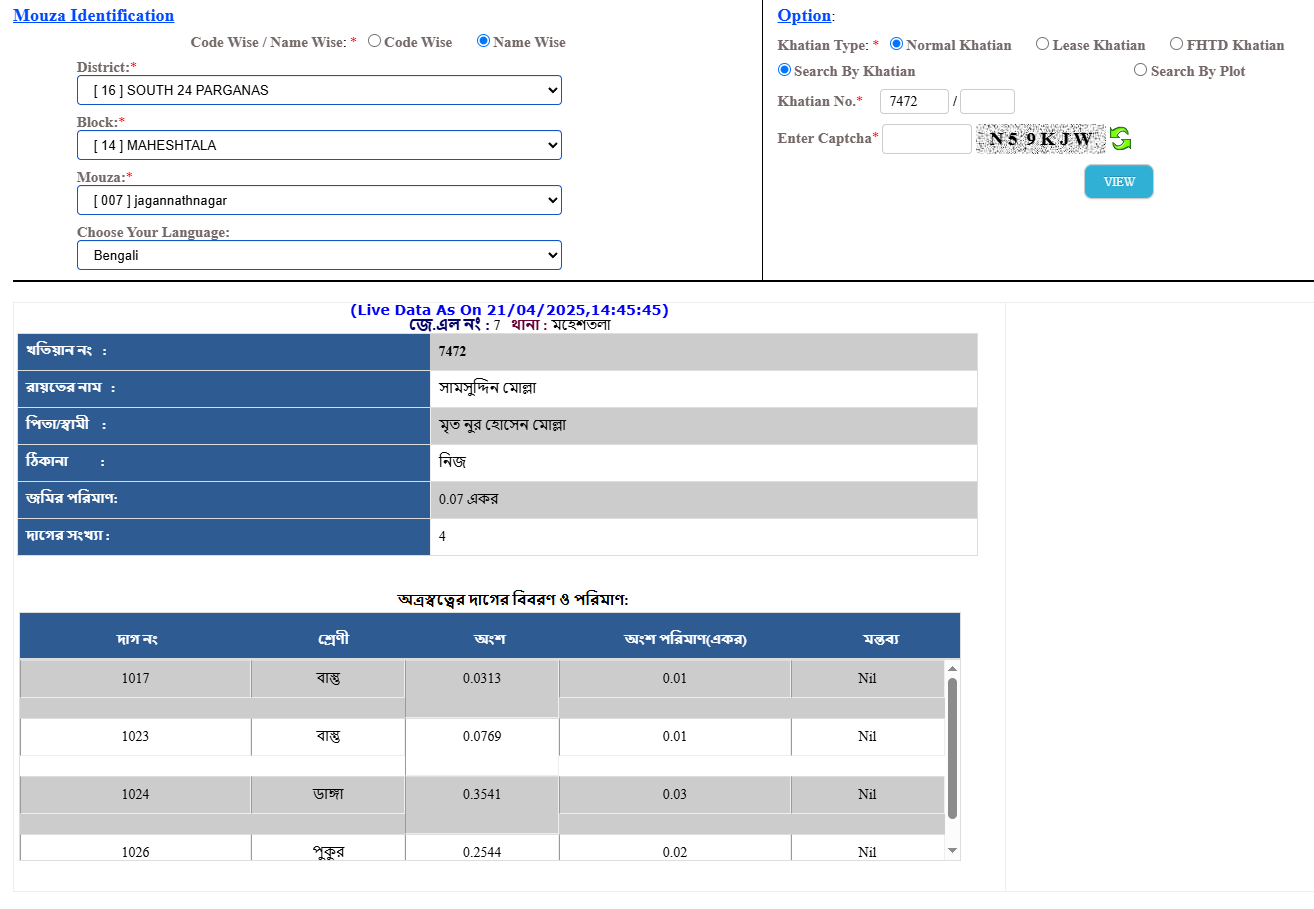 Mouza Identification
Code Wise / Name Wise: * Code Wise Name Wise
District:*
[ 16 ] SOUTH 24 PARGANAS
Block:*
[ 14 ] MAHESHTALA
Mouza:*
[ 007 ] jagannathnagar
Choose Your Language:
Bengali
Option:
Khatian Type: * Normal Khatian Lease Khatian FHTD Khatian
Search By Khatian Search By Plot
Khatian No.* 7472 /
Enter Captcha* N59KJW
VIEW
(Live Data As On 21/04/2025,14:45:45)
জে.এল নং : 7 থানা : মহেশতলা
খতিয়ান নং : 7472
রায়তের নাম : সামসুদ্দিন মোল্লা
পিতা/স্বামী : মৃত নুর হোসেন মোল্লা
ঠিকানা : নিজ
জমির পরিমাণ: 0.07 একর
দাগের সংখ্যা : 4
অত্রস্বত্বের দাগের বিবরণ ও পরিমাণ:
দাগ নং শ্রেণী অংশ অংশ পরিমাণ(একর) মন্তব্য
1017 বাস্তু 0.0313 0.01 Nil
1023 বাস্তু 0.0769 0.01 Nil
1024 ডাঙ্গা 0.3541 0.03 Nil
1026 পুকুর 0.2544 0.02 Nil